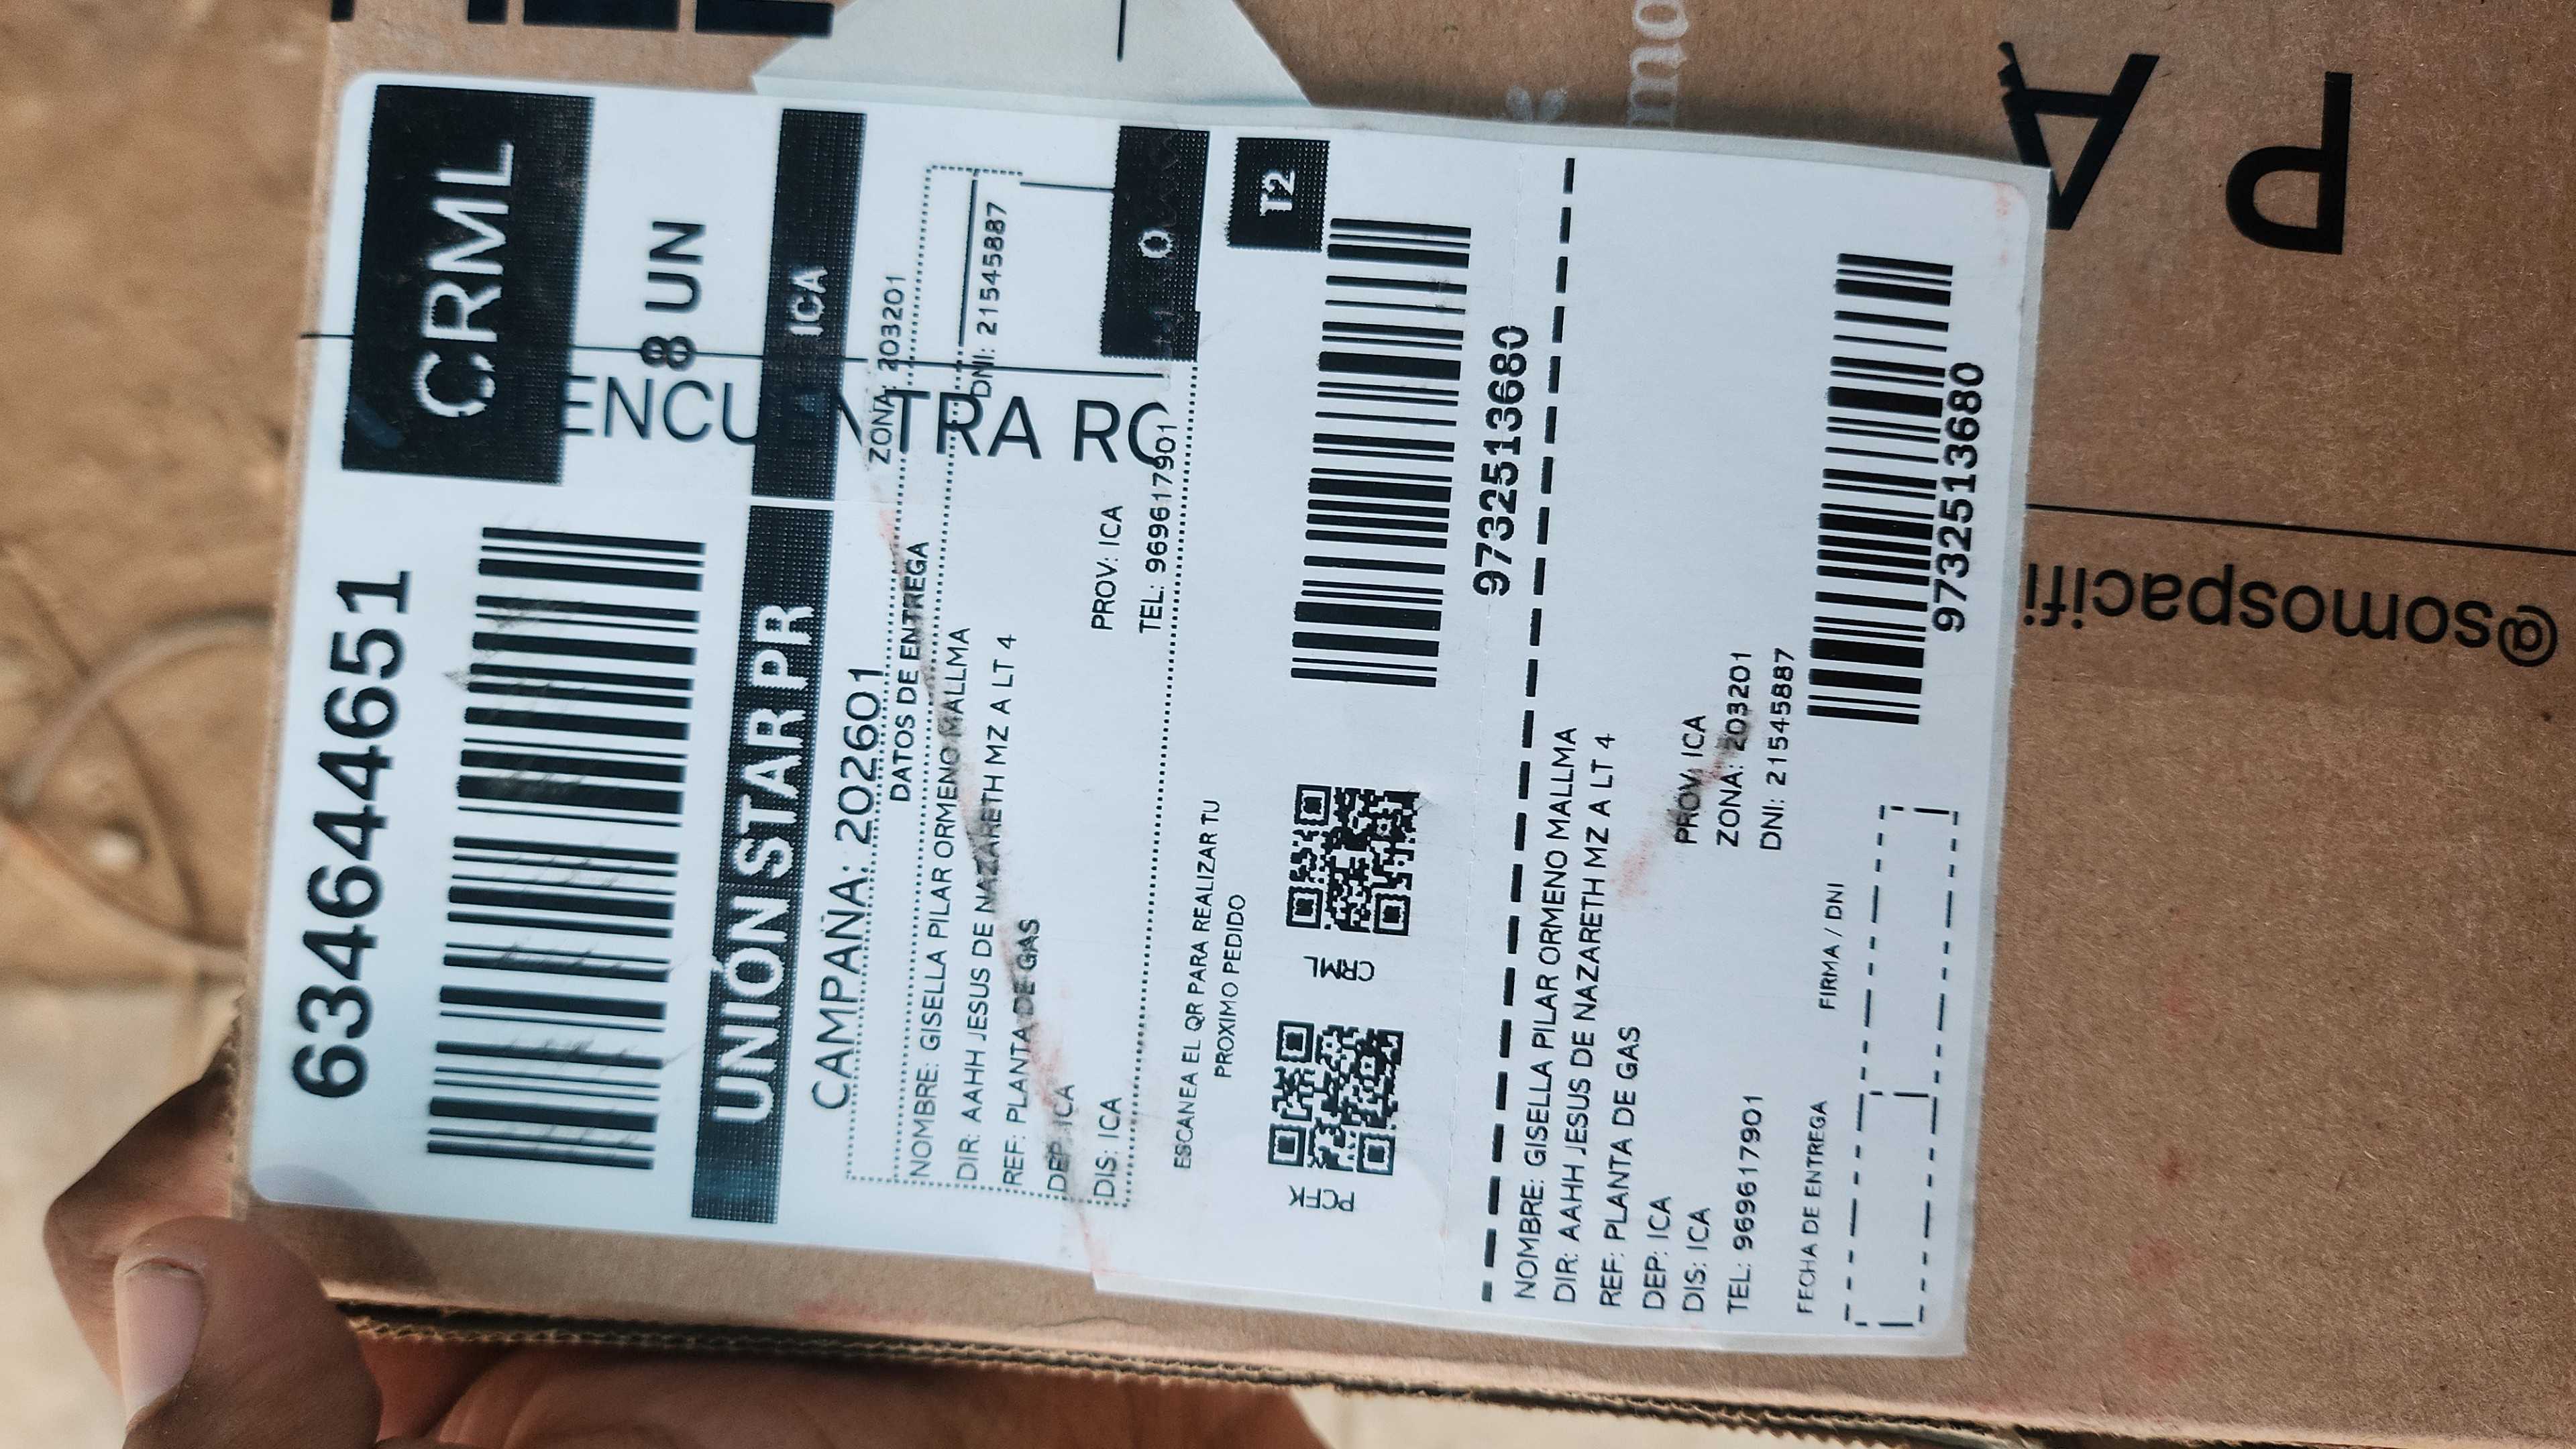 634644651
CRML
8 UN
UNIÓN STAR PR
ICA
CAMPAÑA: 202601
ZONA: 203201
DATOS DE ENTREGA
NOMBRE: GISELLA PILAR ORMENO MALLMA
DNI: 21545887
DIR: AAHH JESUS DE NAZARETH MZ A LT 4
REF: PLANTA DE GAS
DEP: ICA
PROV: ICA
DIS: ICA
TEL: 969617901
O
ESCANEA EL QR PARA REALIZAR TU
PROXIMO PEDIDO
T2
PCFK
CRML
9732513680
NOMBRE: GISELLA PILAR ORMENO MALLMA
DIR: AAHH JESUS DE NAZARETH MZ A LT 4
REF: PLANTA DE GAS
DEP: ICA
PROV: ICA
DIS: ICA
ZONA: 203201
TEL: 969617901
DNI: 21545887
FECHA DE ENTREGA
FIRMA / DNI
9732513680
@somospacifi
P A